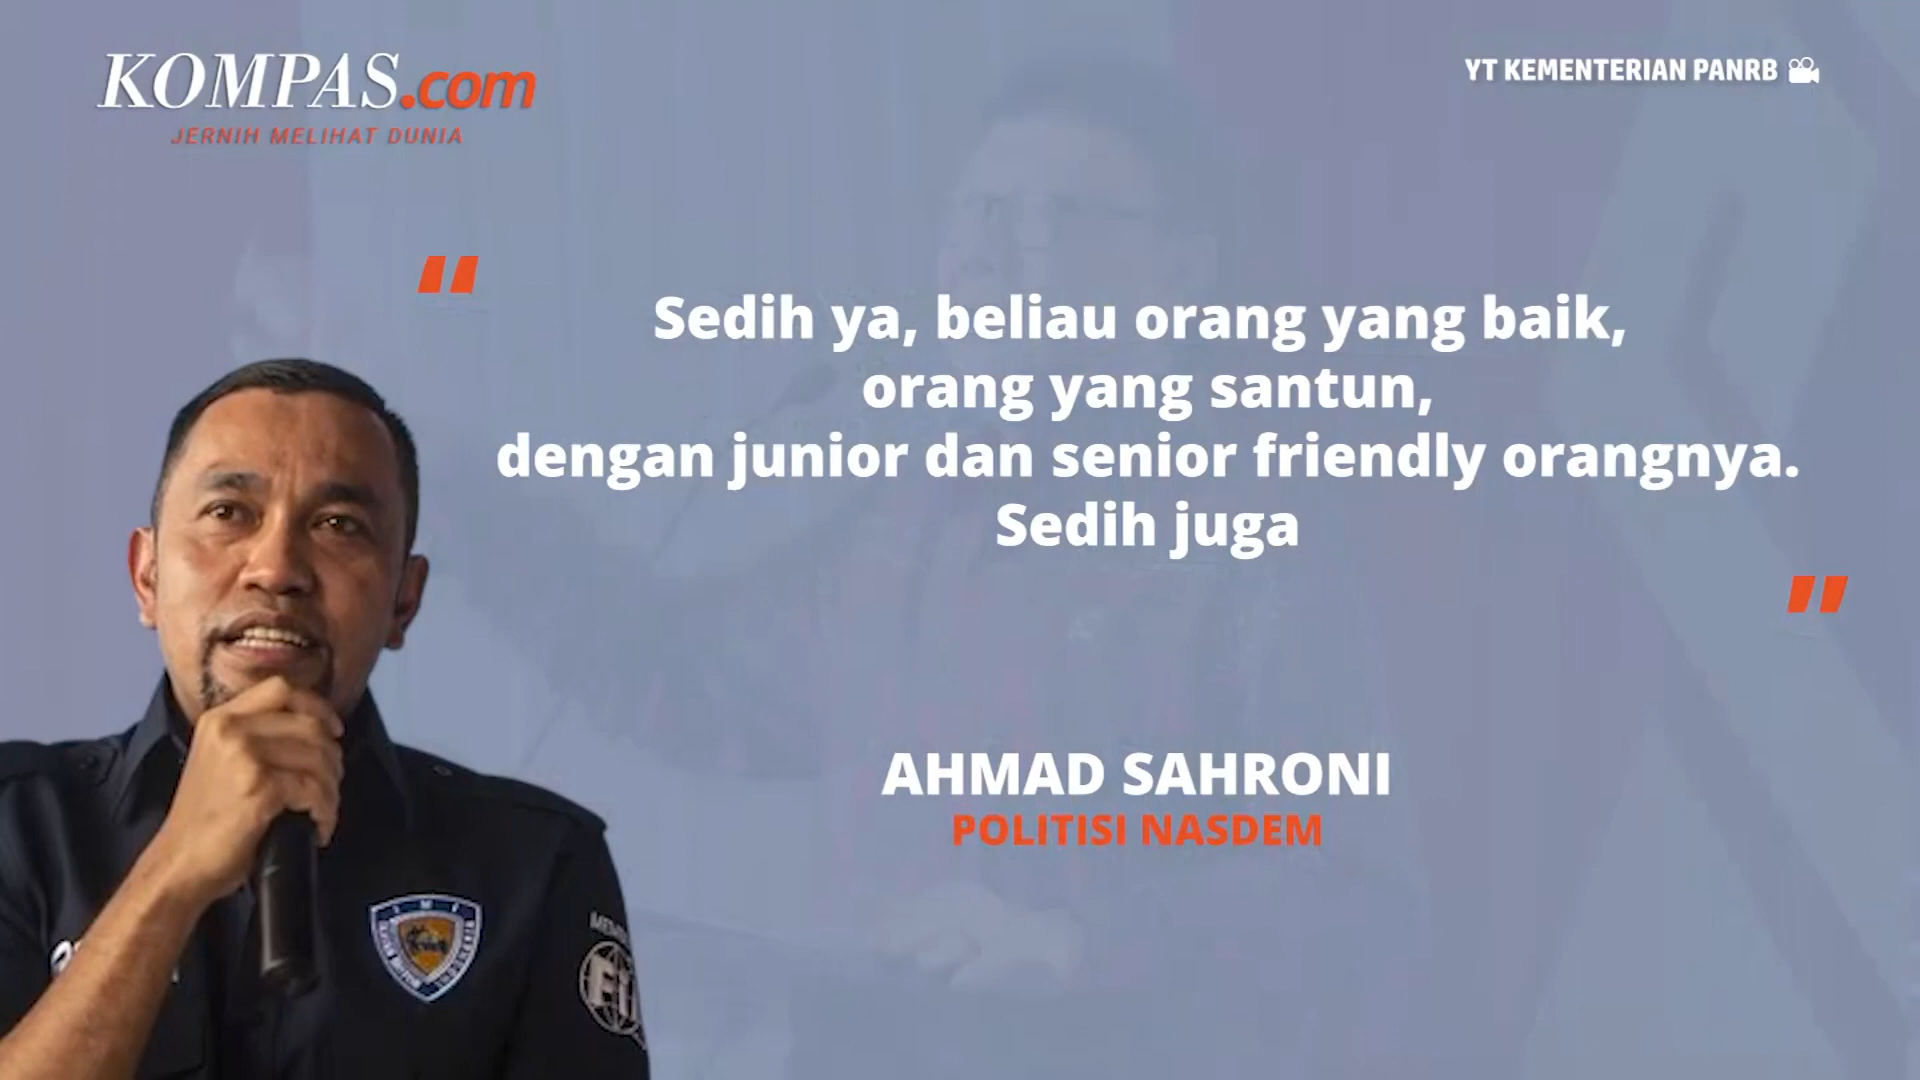 KOMPAS.com
JERNIH MELIHAT DUNIA
YT KEMENTERIAN PANRB
“
Sedih ya, beliau orang yang baik,
orang yang santun,
dengan junior dan senior friendly orangnya.
Sedih juga
”
AHMAD SAHRONI
POLITISI NASDEM